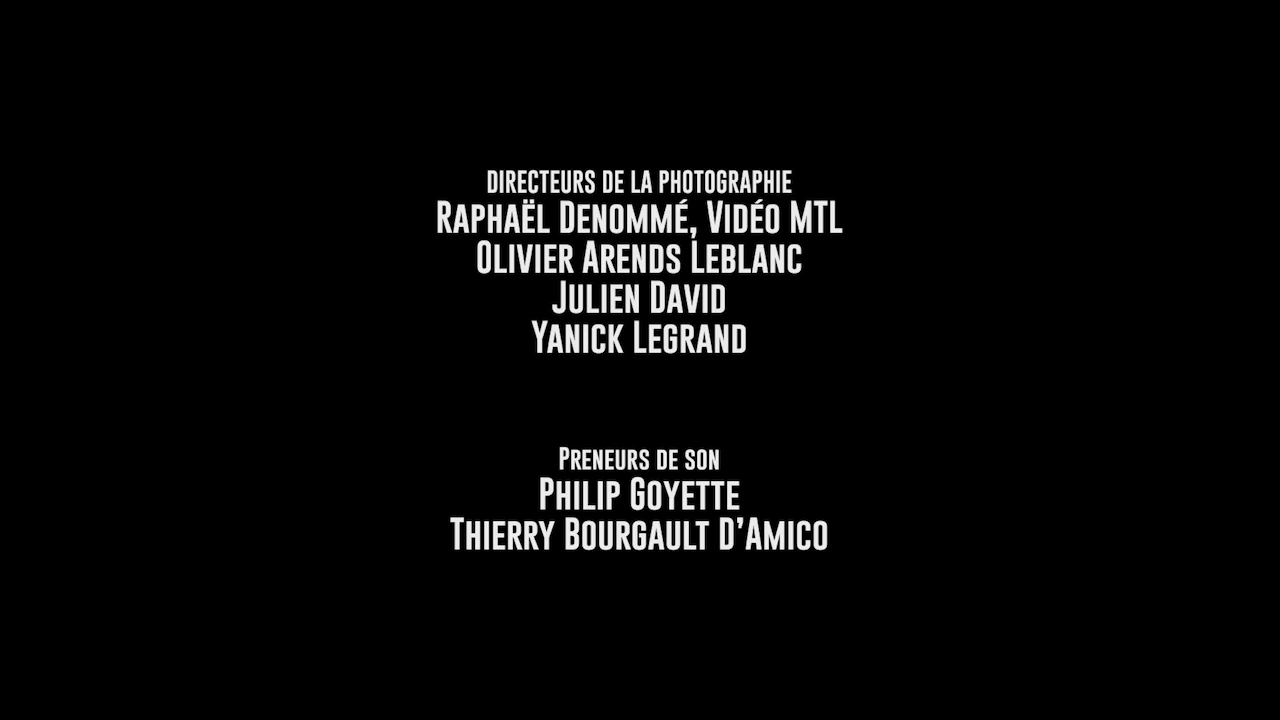 DIRECTEURS DE LA PHOTOGRAPHIE
RAPHAËL DENOMMÉ, VIDÉO MTL
OLIVIER ARENDS LEBLANC
JULIEN DAVID
YANICK LEGRAND
PRENEURS DE SON
PHILIP GOYETTE
THIERRY BOURGAULT D’AMICO